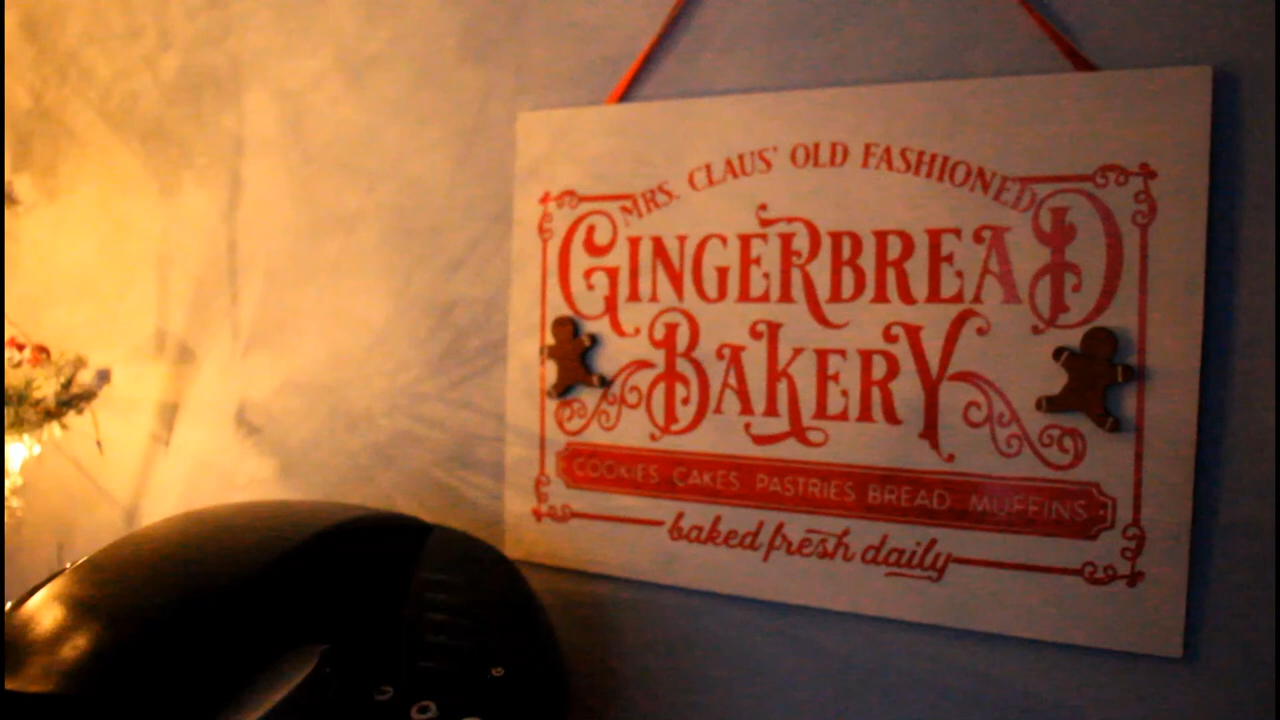 MRS. CLAUS' OLD FASHIONED
GINGERBREAD
BAKERY
COOKIES CAKES PASTRIES BREAD MUFFINS
baked fresh daily